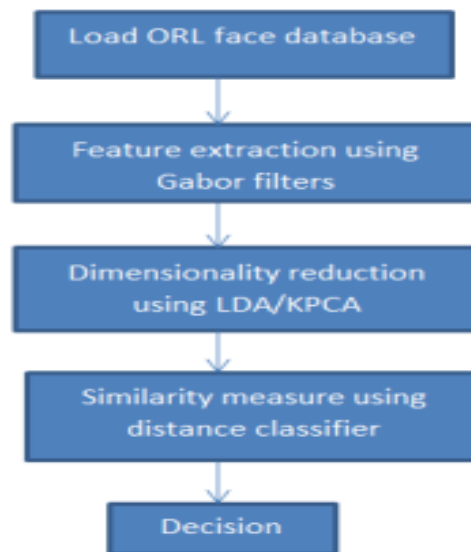 Load ORL face database
Feature extraction using
Gabor filters
Dimensionality reduction
using LDA/KPCA
Similarity measure using
distance classifier
Decision